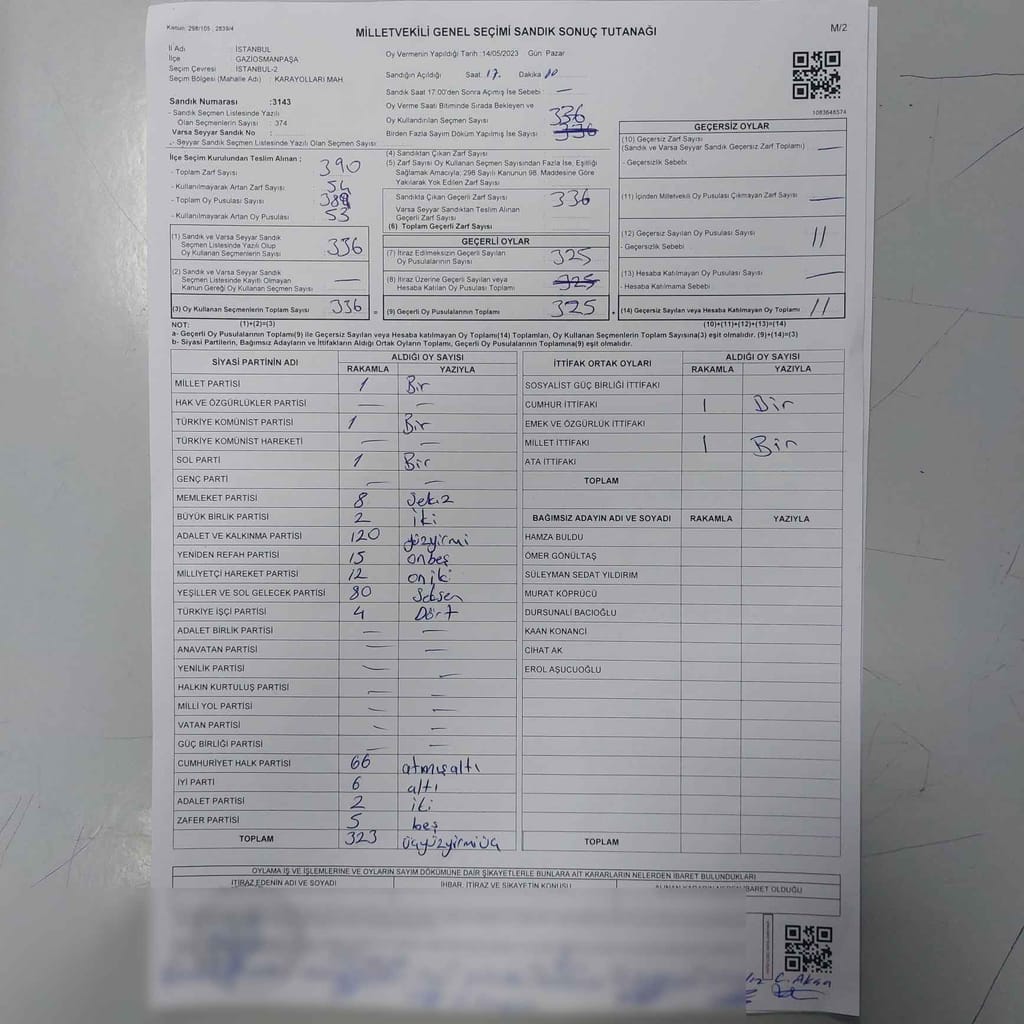 Kanun: 298/105 , 2839/4
MİLLETVEKİLİ GENEL SEÇİMİ SANDIK SONUÇ TUTANAĞI
M/2
İl Adı : İSTANBUL
İlçe : GAZİOSMANPAŞA
Seçim Çevresi : İSTANBUL-2
Seçim Bölgesi (Mahalle Adı) : KARAYOLLARI MAH.
Sandık Numarası :3143
- Sandık Seçmen Listesinde Yazılı
Olan Seçmenlerin Sayısı : 374
Varsa Seyyar Sandık No :
- Seyyar Sandık Seçmen Listesinde Yazılı Olan Seçmen Sayısı
Oy Vermenin Yapıldığı Tarih :14/05/2023 Gün Pazar
Sandığın Açıldığı Saat 17. Dakika 10
Sandık Saat 17:00'den Sonra Açılmış İse Sebebi : —
Oy Verme Saati Bitiminde Sırada Bekleyen ve
Oy Kullandırılan Seçmen Sayısı 336
Birden Fazla Sayım Döküm Yapılmış İse Sayısı 336
1083648574
İlçe Seçim Kurulundan Teslim Alınan ;
- Toplam Zarf Sayısı 390
- Kullanılmayarak Artan Zarf Sayısı 54
- Toplam Oy Pusulası Sayısı 389
- Kullanılmayarak Artan Oy Pusulası 53
(4) Sandıktan Çıkan Zarf Sayısı
(5) Zarf Sayısı Oy Kullanan Seçmen Sayısından Fazla İse, Eşitliği
Sağlamak Amacıyla; 298 Sayılı Kanunun 98. Maddesine Göre
Yakılarak Yok Edilen Zarf Sayısı
Sandıkta Çıkan Geçerli Zarf Sayısı 336
Varsa Seyyar Sandıktan Teslim Alınan
Geçerli Zarf Sayısı
(6) Toplam Geçerli Zarf Sayısı
GEÇERSİZ OYLAR
(10) Geçersiz Zarf Sayısı
(Sandık ve Varsa Seyyar Sandık Geçersiz Zarf Toplamı) —
- Geçersizlik Sebebi
(11) İçinden Milletvekili Oy Pusulası Çıkmayan Zarf Sayısı —
(12) Geçersiz Sayılan Oy Pusulası Sayısı 11
- Geçersizlik Sebebi
(13) Hesaba Katılmayan Oy Pusulası Sayısı —
- Hesaba Katılmama Sebebi
(14) Geçersiz Sayılan veya Hesaba Katılmayan Oy Toplamı 11
(1) Sandık ve Varsa Seyyar Sandık
Seçmen Listesinde Yazılı Olup
Oy Kullanan Seçmenlerin Sayısı 336
(2) Sandık ve Varsa Seyyar Sandık
Seçmen Listesinde Kayıtlı Olmayan
Kanun Gereği Oy Kullanan Seçmen Sayısı —
(3) Oy Kullanan Seçmenlerin Toplam Sayısı 336 =
GEÇERLİ OYLAR
(7) İtiraz Edilmeksizin Geçerli Sayılan
Oy Pusulalarının Sayısı 325
(8) İtiraz Üzerine Geçerli Sayılan veya
Hesaba Katılan Oy Pusulası Toplamı 325
(9) Geçerli Oy Pusulalarının Toplamı 325 +
NOT: (1)+(2)=(3) (10)+(11)+(12)+(13)=(14)
a- Geçerli Oy Pusulalarının Toplamı(9) ile Geçersiz Sayılan veya Hesaba katılmayan Oy Toplamı(14) Toplamları, Oy Kullanan Seçmenlerin Toplam Sayısına(3) eşit olmalıdır. (9)+(14)=(3)
b- Siyasi Partilerin, Bağımsız Adayların ve İttifakların Aldığı Ortak Oyların Toplamı, Geçerli Oy Pusulalarının Toplamına(9) eşit olmalıdır.
SİYASİ PARTİNİN ADI ALDIĞI OY SAYISI
RAKAMLA YAZIYLA
MİLLET PARTİSİ 1 Bir
HAK VE ÖZGÜRLÜKLER PARTİSİ — —
TÜRKİYE KOMÜNİST PARTİSİ 1 Bir
TÜRKİYE KOMÜNİST HAREKETİ — —
SOL PARTİ 1 Bir
GENÇ PARTİ — —
MEMLEKET PARTİSİ 8 Sekiz
BÜYÜK BİRLİK PARTİSİ 2 iki
ADALET VE KALKINMA PARTİSİ 120 yüzyirmi
YENİDEN REFAH PARTİSİ 15 onbeş
MİLLİYETÇİ HAREKET PARTİSİ 12 oniki
YEŞİLLER VE SOL GELECEK PARTİSİ 80 Seksen
TÜRKİYE İŞÇİ PARTİSİ 4 Dört
ADALET BİRLİK PARTİSİ — —
ANAVATAN PARTİSİ — —
YENİLİK PARTİSİ — —
HALKIN KURTULUŞ PARTİSİ — —
MİLLİ YOL PARTİSİ — —
VATAN PARTİSİ — —
GÜÇ BİRLİĞİ PARTİSİ — —
CUMHURİYET HALK PARTİSİ 66 atmışaltı
İYİ PARTİ 6 altı
ADALET PARTİSİ 2 iki
ZAFER PARTİSİ 5 beş
TOPLAM 323 üçyüzyirmiüç
İTTİFAK ORTAK OYLARI ALDIĞI OY SAYISI
RAKAMLA YAZIYLA
SOSYALİST GÜÇ BİRLİĞİ İTTİFAKI
CUMHUR İTTİFAKI 1 Bir
EMEK VE ÖZGÜRLÜK İTTİFAKI
MİLLET İTTİFAKI 1 Bir
ATA İTTİFAKI
TOPLAM
BAĞIMSIZ ADAYIN ADI VE SOYADI RAKAMLA YAZIYLA
HAMZA BULDU
ÖMER GÖNÜLTAŞ
SÜLEYMAN SEDAT YILDIRIM
MURAT KÖPRÜCÜ
DURSUNALİ BACIOĞLU
KAAN KONANCİ
CİHAT AK
EROL AŞUCUOĞLU
TOPLAM
OYLAMA İŞ VE İŞLEMLERİNE VE OYLARIN SAYIM DÖKÜMÜNE DAİR ŞİKAYETLERLE BUNLARA AİT KARARLARIN NELERDEN İBARET BULUNDUKLARI
İTİRAZ EDENİN ADI VE SOYADI İHBAR, İTİRAZ VE ŞİKAYETİN KONUSU ALINAN KARARIN NEDEN İBARET OLDUĞU